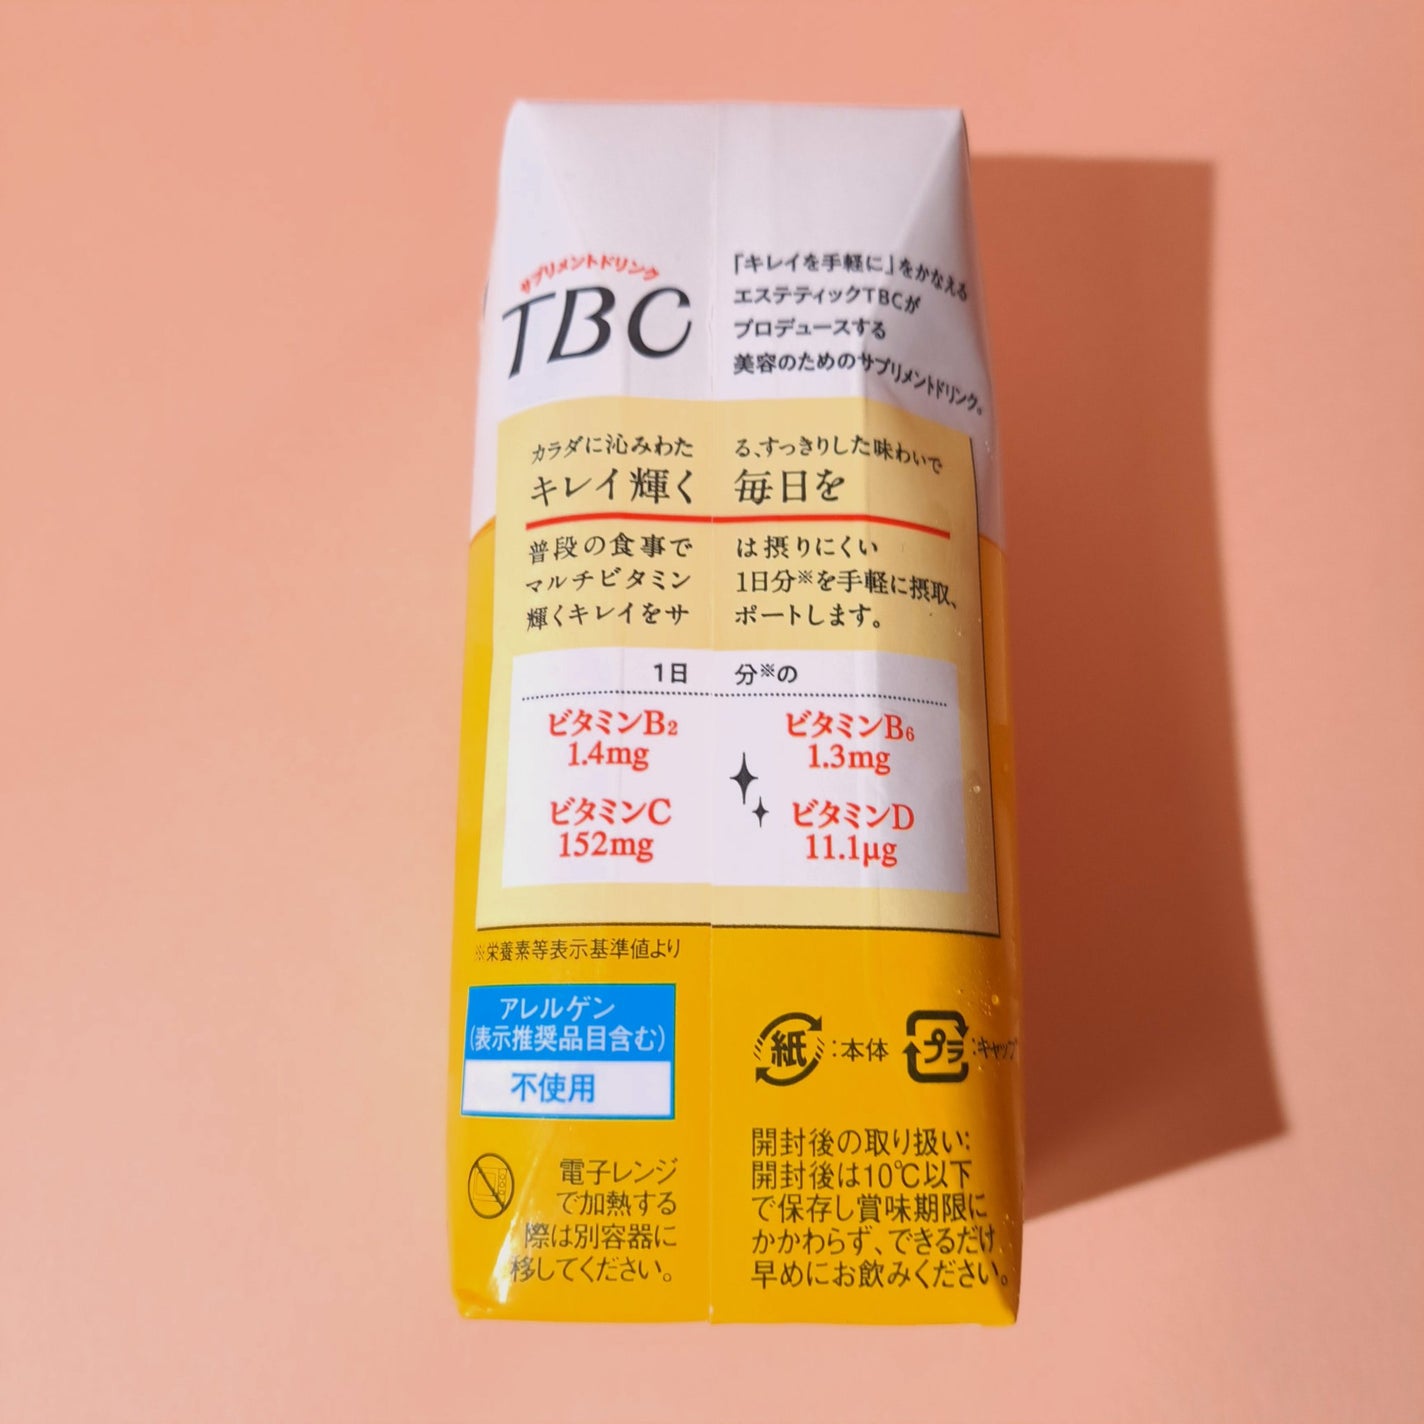 サプリメントドリンク
TBC
「キレイを手軽に」をかなえる
エステティックTBCが
プロデュースする
美容のためのサプリメントドリンク。
カラダに沁みわたる、すっきりした味わいで
キレイ輝く毎日を
普段の食事では摂りにくい
マルチビタミン1日分※を手軽に摂取、
輝くキレイをサポートします。
1日分※の
ビタミンB2
1.4mg
ビタミンB6
1.3mg
ビタミンC
152mg
ビタミンD
11.1μg
※栄養素等表示基準値より
アレルゲン
(表示推奨品目含む)
不使用
電子レンジ
で加熱する
際は別容器に
移してください。
紙:本体 プラ:キャップ
開封後の取り扱い:
開封後は10℃以下
で保存し賞味期限に
かかわらず、できるだけ
早めにお飲みください。